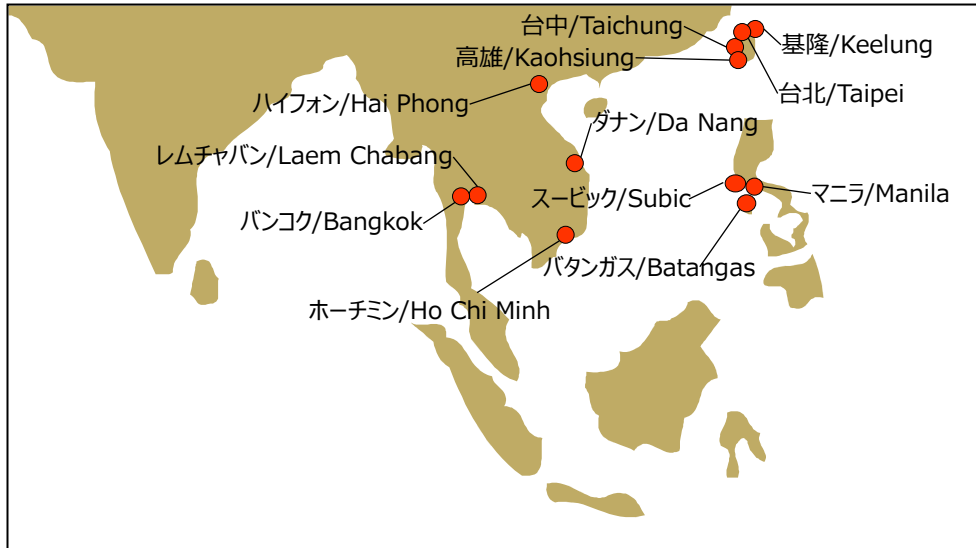 台中/Taichung
基隆/Keelung
高雄/Kaohsiung
台北/Taipei
ハイフォン/Hai Phong
ダナン/Da Nang
レムチャバン/Laem Chabang
スービック/Subic
マニラ/Manila
バンコク/Bangkok
バタンガス/Batangas
ホーチミン/Ho Chi Minh